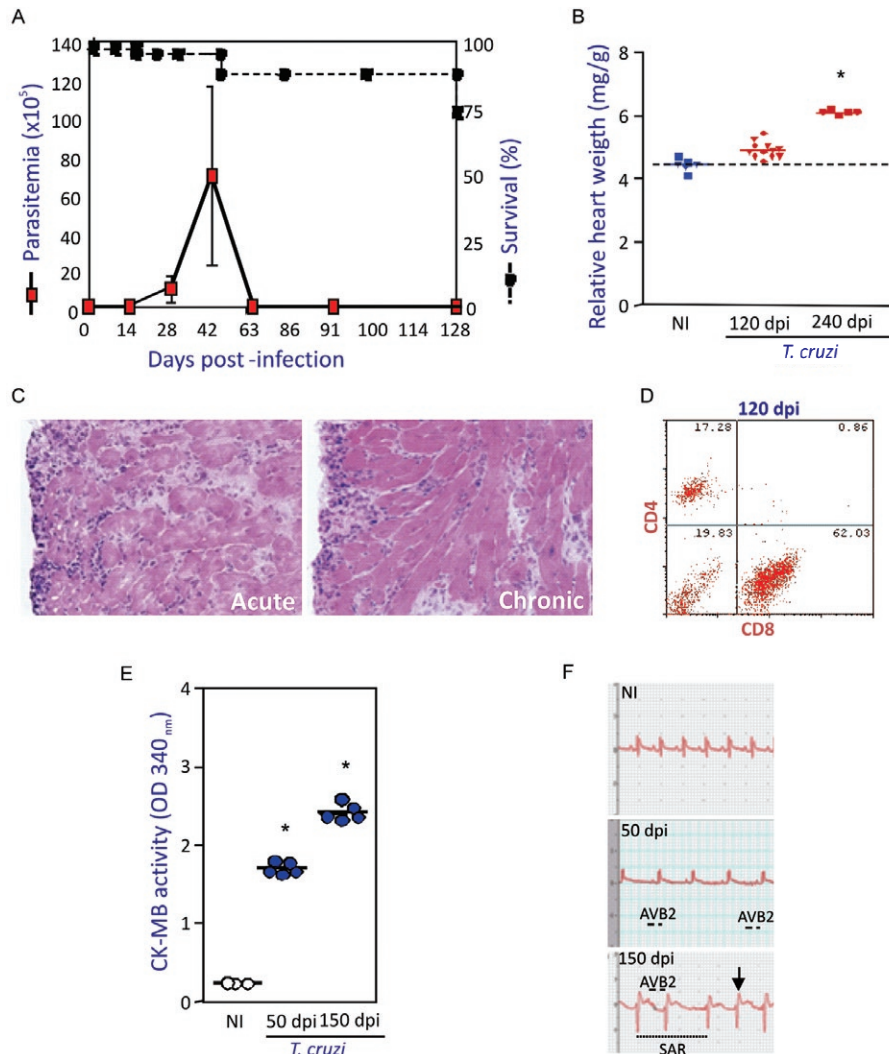 A
140
120
100
80
60
40
20
0
Parasitemia (x10⁵)
100
75
50
25
0
Survival (%)
0 14 28 42 63 86 91 100 114 128
Days post -infection
B
Relative heart weigth (mg/g)
8
6
4
2
0
*
NI 120 dpi 240 dpi
T. cruzi
C
Acute
Chronic
D
120 dpi
17.28 0.86
19.83 62.03
CD4
CD8
E
CK-MB activity (OD 340nm)
4
3
2
1
0
*
*
NI 50 dpi 150 dpi
T. cruzi
F
NI
50 dpi
AVB2 AVB2
150 dpi
AVB2
SAR